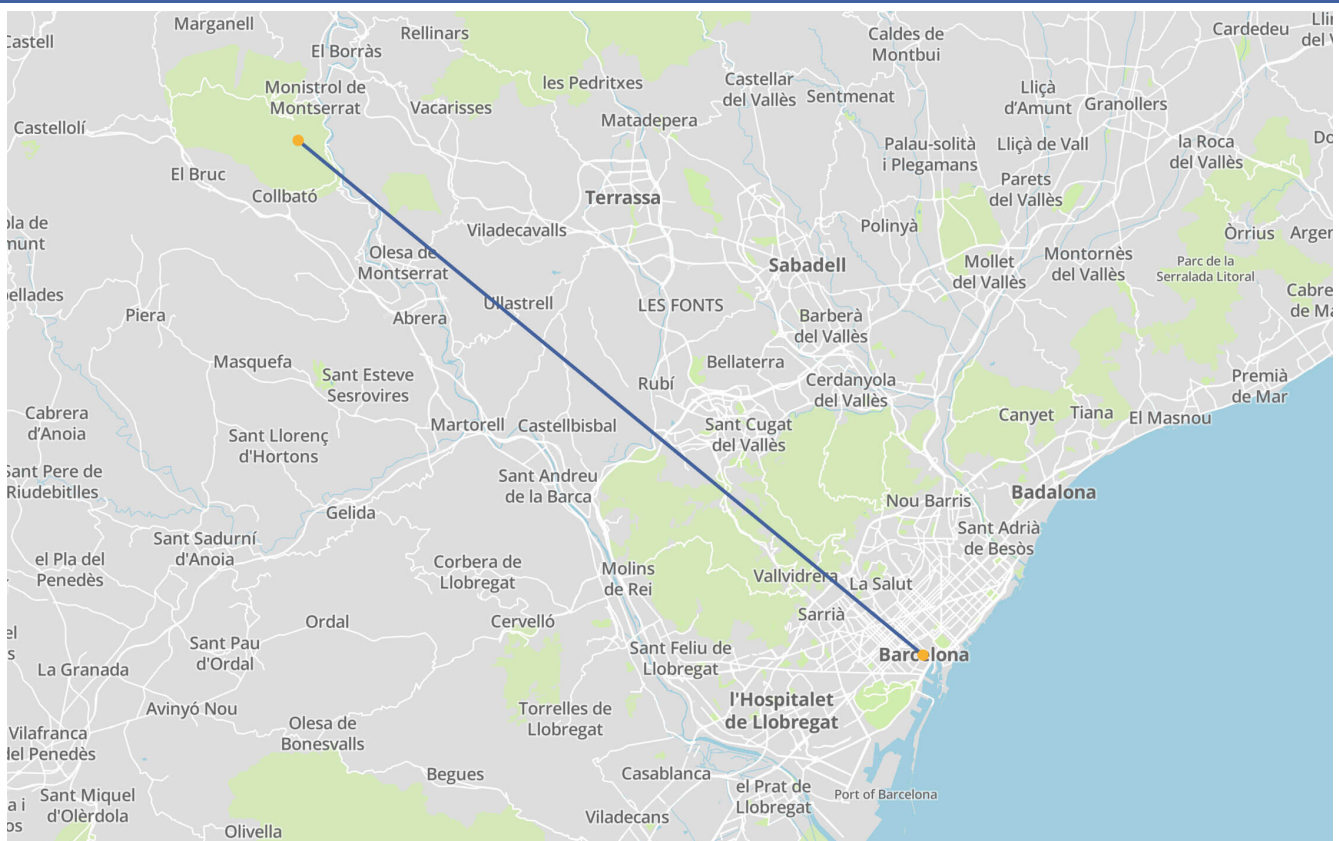 Marganell
Rellinars
Castell
El Borràs
Caldes de
Montbui
Cardedeu
Monistrol de
Montserrat
Vacarisses
les Pedritxes
Castellar
del Vallès
Sentmenat
Lliçà
d'Amunt
Granollers
Matadepera
Castellolí
El Bruc
Collbató
Palau-solità
i Plegamans
Lliçà de Vall
la Roca
del Vallès
Parets
del Vallès
Terrassa
Viladecavalls
Polinyà
Òrrius
Olesa de
Montserrat
Sabadell
Mollet
del Vallès
Montornès
del Vallès
Parc de la
Serralada Litoral
Piera
Abrera
Ullastrell
LES FONTS
Barberà
del Vallès
Masquefa
Sant Esteve
Sesrovires
Rubí
Bellaterra
Cerdanyola
del Vallès
Premià
de Mar
Cabrera
d'Anoia
Sant Llorenç
d'Hortons
Martorell
Castellbisbal
Sant Cugat
del Vallès
Canyet
Tiana
El Masnou
Sant Pere de
Riudebitlles
Sant Andreu
de la Barca
Gelida
Nou Barris
Badalona
Sant Sadurní
d'Anoia
Sant Adrià
de Besòs
el Pla del
Penedès
Corbera de
Llobregat
Molins
de Rei
Vallvidrera
La Salut
Ordal
Cervelló
Sarrià
Sant Pau
d'Ordal
La Granada
Sant Feliu de
Llobregat
Barcelona
Avinyó Nou
Olesa de
Bonesvalls
Torrelles de
Llobregat
l'Hospitalet
de Llobregat
Vilafranca
del Penedès
Begues
Casablanca
el Prat de
Llobregat
Port of Barcelona
Sant Miquel
d'Olèrdola
Olivella
Viladecans